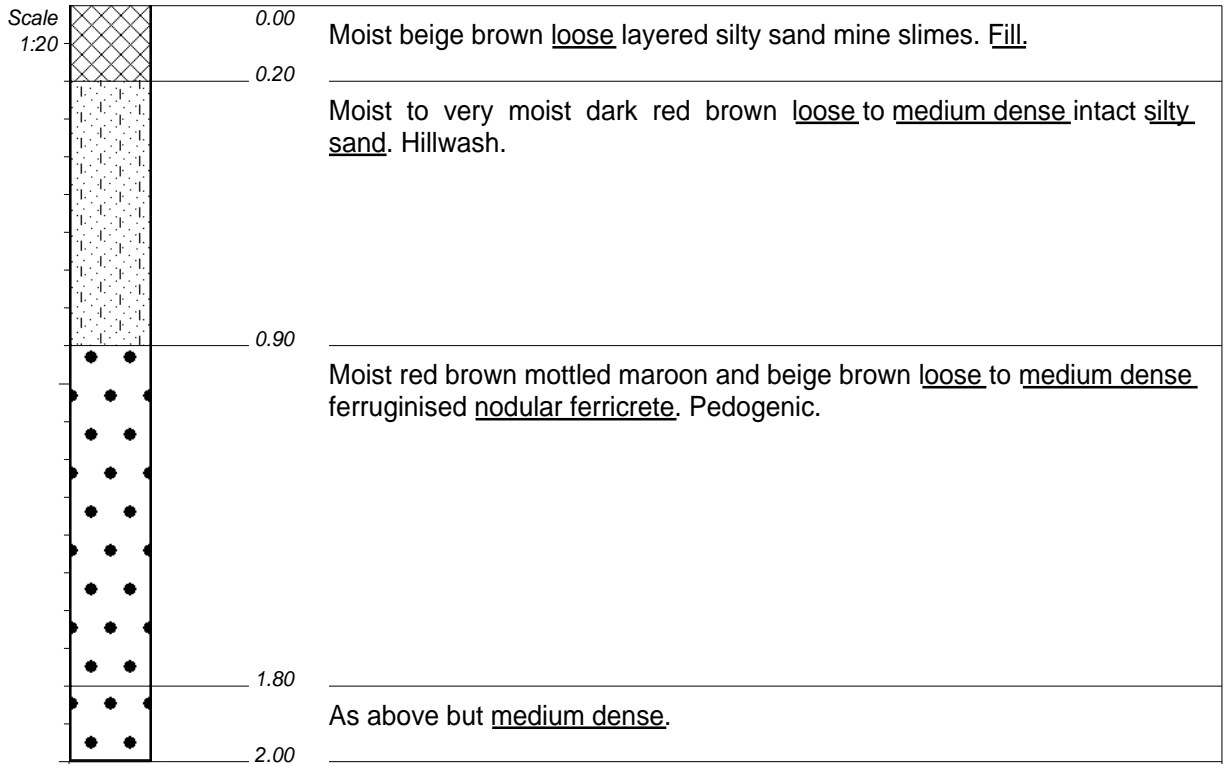 Scale
1:20
0.00
Moist beige brown loose layered silty sand mine slimes. Fill.
0.20
Moist to very moist dark red brown loose to medium dense intact silty
sand. Hillwash.
0.90
Moist red brown mottled maroon and beige brown loose to medium dense
ferruginised nodular ferricrete. Pedogenic.
1.80
As above but medium dense.
2.00